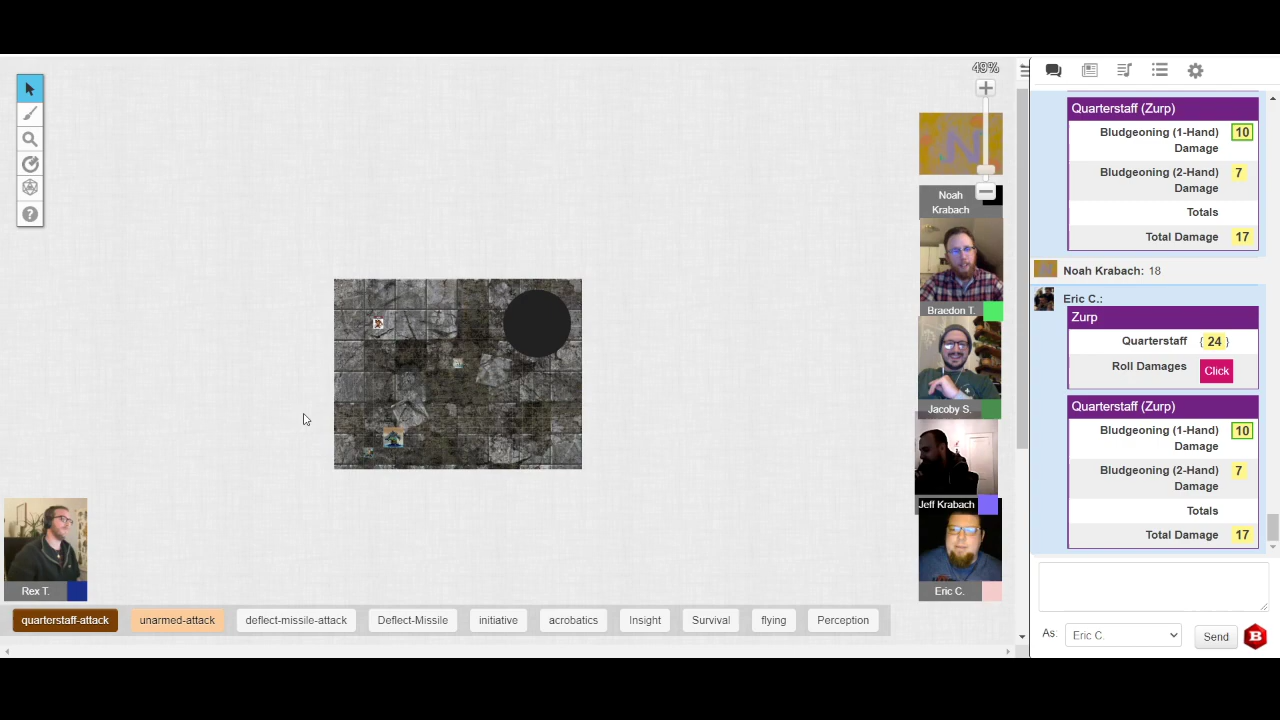 49%
N
Noah
Krabach
Braedon T.
Jacoby S.
Jeff Krabach
Eric C.
Rex T.
quarterstaff-attack
unarmed-attack
deflect-missile-attack
Deflect-Missile
initiative
acrobatics
Insight
Survival
flying
Perception
Quarterstaff (Zurp)
Bludgeoning (1-Hand) 10
Damage
Bludgeoning (2-Hand) 7
Damage
Totals
Total Damage 17
Noah Krabach: 18
Eric C.:
Zurp
Quarterstaff ( 24 )
Roll Damages Click
Quarterstaff (Zurp)
Bludgeoning (1-Hand) 10
Damage
Bludgeoning (2-Hand) 7
Damage
Totals
Total Damage 17
As: Eric C. Send B